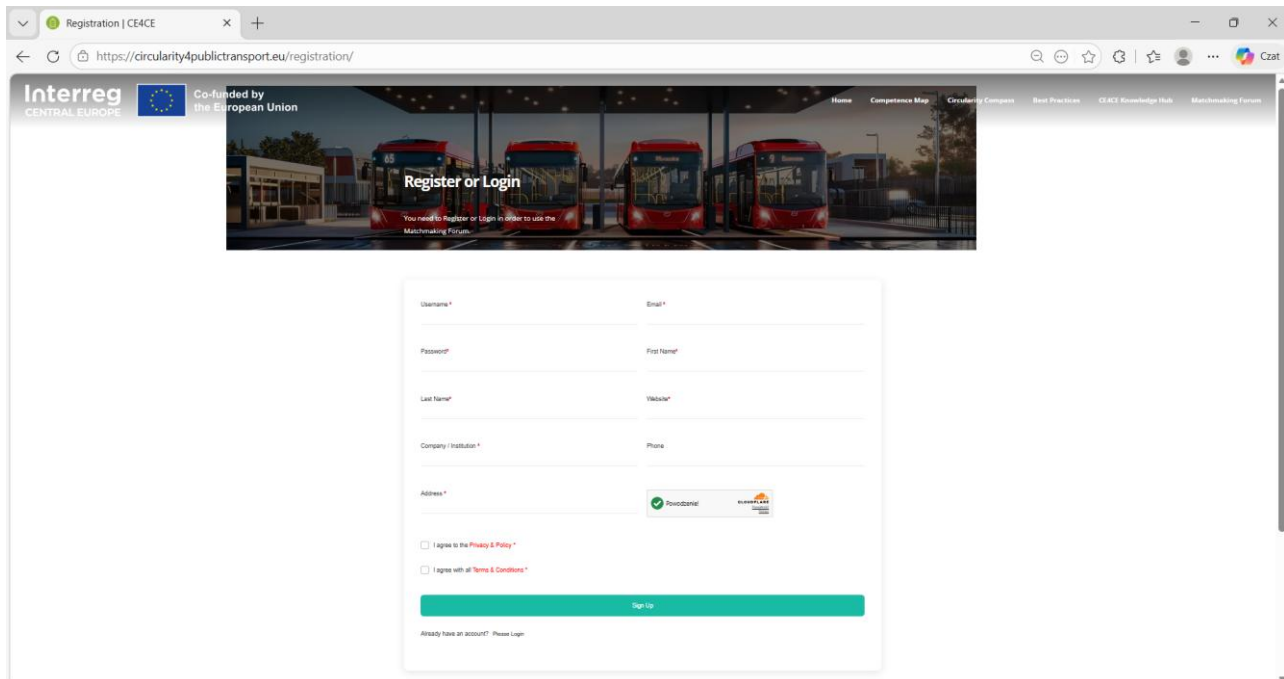 Registration | CE4CE
https://circularity4publictransport.eu/registration/
Czat
Interreg
CENTRAL EUROPE
Co-funded by
the European Union
Home Competence Map Circularity Compass Best Practices CE4CE Knowledge Hub Matchmaking Forum
65
9
Register or Login
You need to Register or Login in order to use the
Matchmaking Forum.
Username *
Email *
Password*
First Name*
Last Name*
Website*
Company / Institution *
Phone
Address *
Powodzenie!
CLOUDFLARE
I agree to the Privacy & Policy *
I agree with all Terms & Conditions *
Sign Up
Already have an account? Please Login